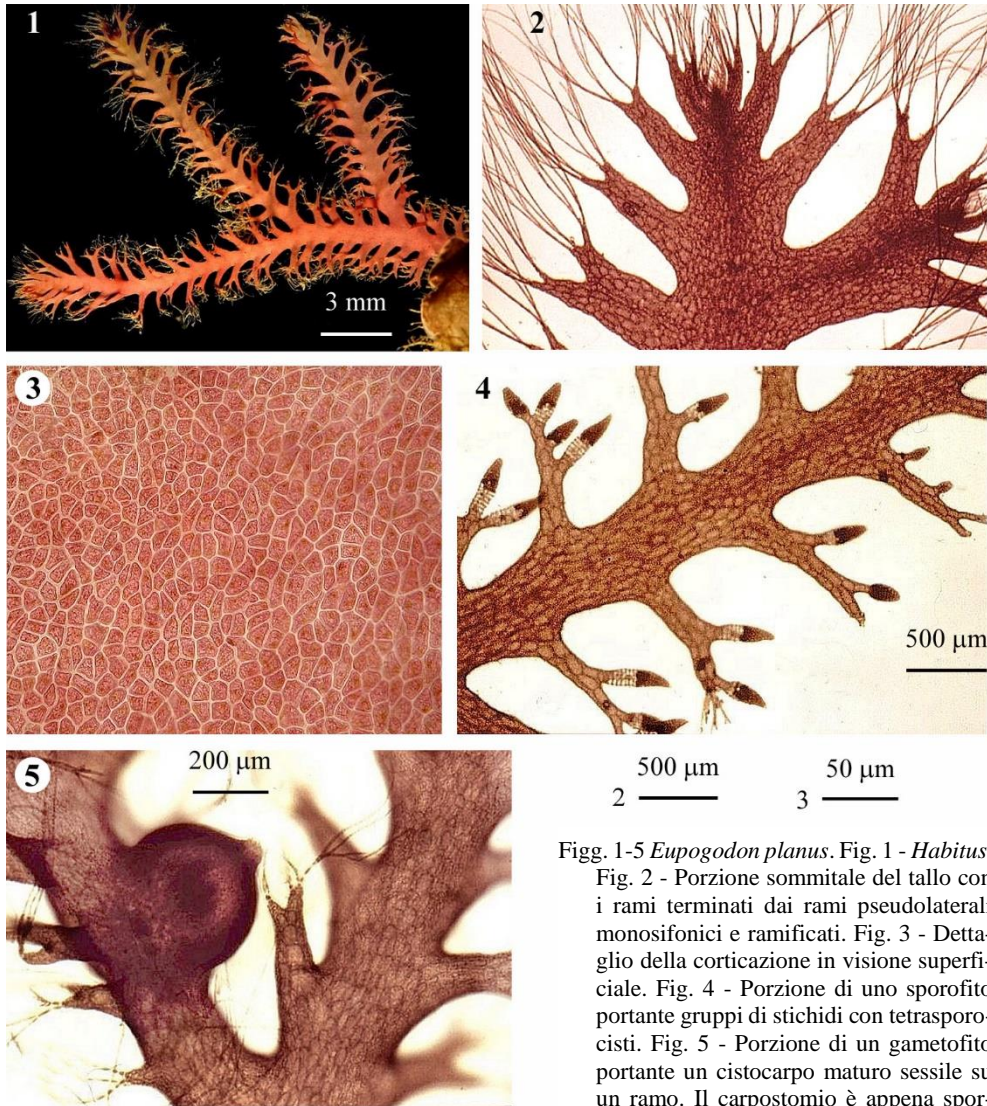 1
2
3 mm
3
4
500 µm
5
200 µm
500 µm
2
50 µm
3
Figg. 1-5 Eupogodon planus. Fig. 1 - Habitus
Fig. 2 - Porzione sommitale del tallo con
i rami terminati dai rami pseudolaterali
monosifonici e ramificati. Fig. 3 - Detta-
glio della corticazione in visione superfi-
ciale. Fig. 4 - Porzione di uno sporofito
portante gruppi di stichidi con tetrasporo-
cisti. Fig. 5 - Porzione di un gametofito
portante un cistocarpo maturo sessile su
un ramo. Il carpostomio è appena spor-